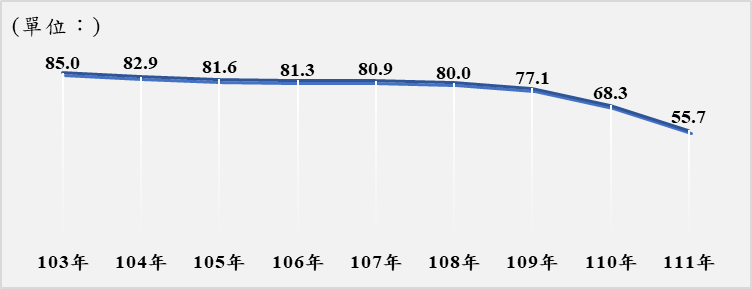 (單位：)
85.0 82.9 81.6 81.3 80.9 80.0 77.1 68.3 55.7
103年 104年 105年 106年 107年 108年 109年 110年 111年